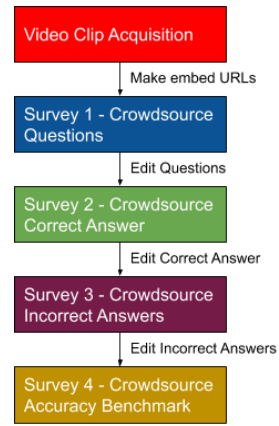 Video Clip Acquisition
Make embed URLs
Survey 1 - Crowdsource
Questions
Edit Questions
Survey 2 - Crowdsource
Correct Answer
Edit Correct Answer
Survey 3 - Crowdsource
Incorrect Answers
Edit Incorrect Answers
Survey 4 - Crowdsource
Accuracy Benchmark